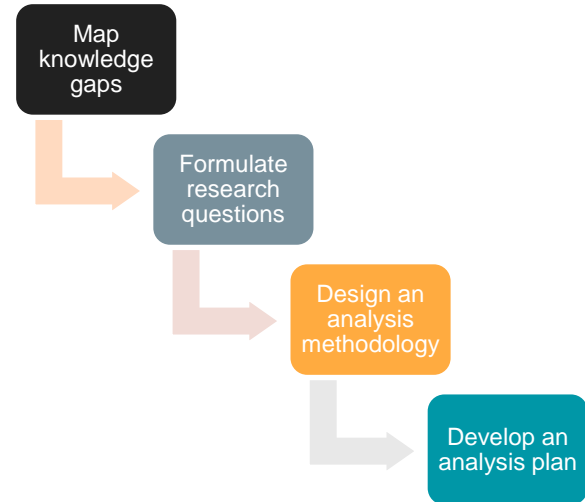 Map
knowledge
gaps
Formulate
research
questions
Design an
analysis
methodology
Develop an
analysis plan